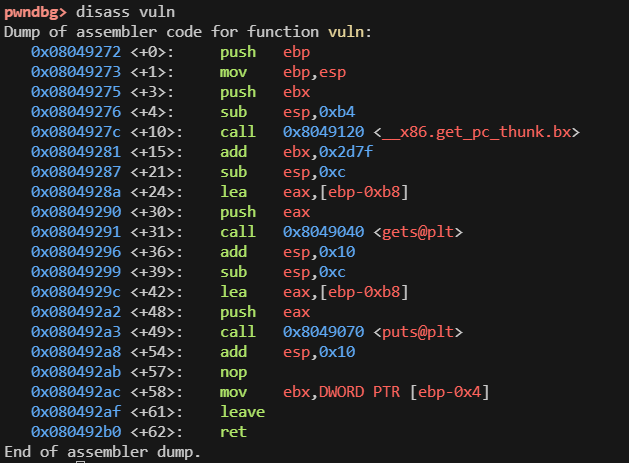 pwndbg> disass vuln
Dump of assembler code for function vuln:
   0x08049272 <+0>:     push   ebp
   0x08049273 <+1>:     mov    ebp,esp
   0x08049275 <+3>:     push   ebx
   0x08049276 <+4>:     sub    esp,0xb4
   0x0804927c <+10>:    call   0x8049120 <__x86.get_pc_thunk.bx>
   0x08049281 <+15>:    add    ebx,0x2d7f
   0x08049287 <+21>:    sub    esp,0xc
   0x0804928a <+24>:    lea    eax,[ebp-0xb8]
   0x08049290 <+30>:    push   eax
   0x08049291 <+31>:    call   0x8049040 <gets@plt>
   0x08049296 <+36>:    add    esp,0x10
   0x08049299 <+39>:    sub    esp,0xc
   0x0804929c <+42>:    lea    eax,[ebp-0xb8]
   0x080492a2 <+48>:    push   eax
   0x080492a3 <+49>:    call   0x8049070 <puts@plt>
   0x080492a8 <+54>:    add    esp,0x10
   0x080492ab <+57>:    nop
   0x080492ac <+58>:    mov    ebx,DWORD PTR [ebp-0x4]
   0x080492af <+61>:    leave
   0x080492b0 <+62>:    ret
End of assembler dump.